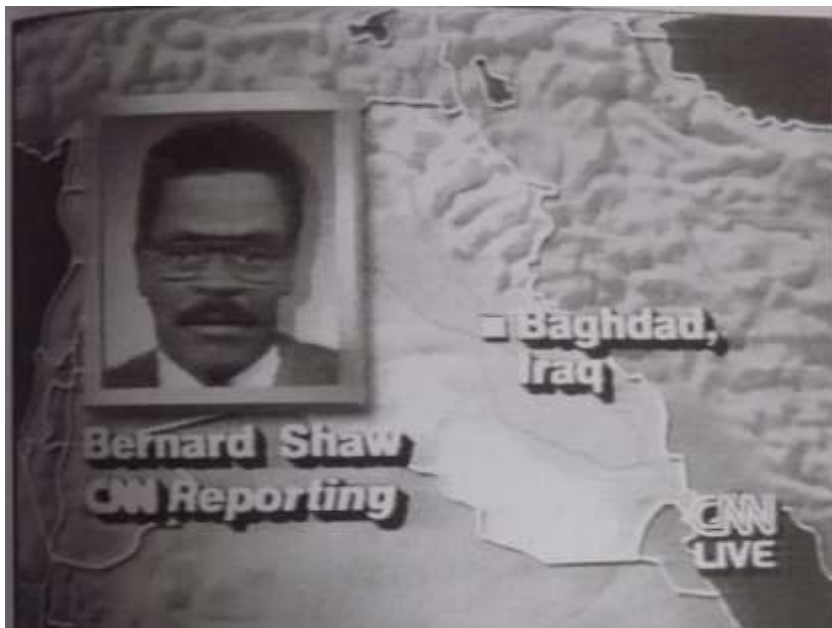 Bernard Shaw
CNN Reporting
Baghdad,
Iraq
CNN
LIVE